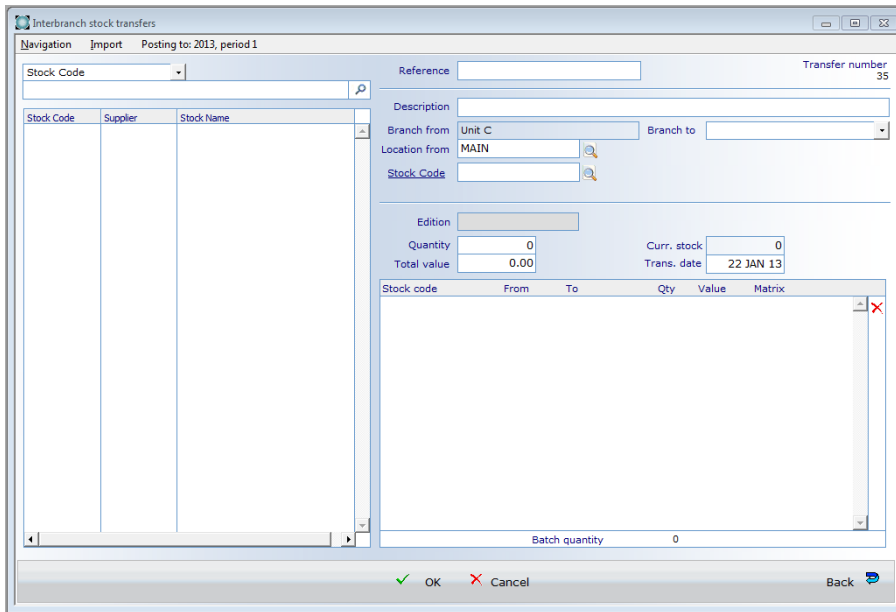 Interbranch stock transfers
Navigation Import Posting to: 2013, period 1
Stock Code
Stock Code Supplier Stock Name
Reference
Transfer number
35
Description
Branch from Unit C Branch to
Location from MAIN
Stock Code
Edition
Quantity 0 Curr. stock 0
Total value 0.00 Trans. date 22 JAN 13
Stock code From To Qty Value Matrix
Batch quantity 0
OK Cancel Back